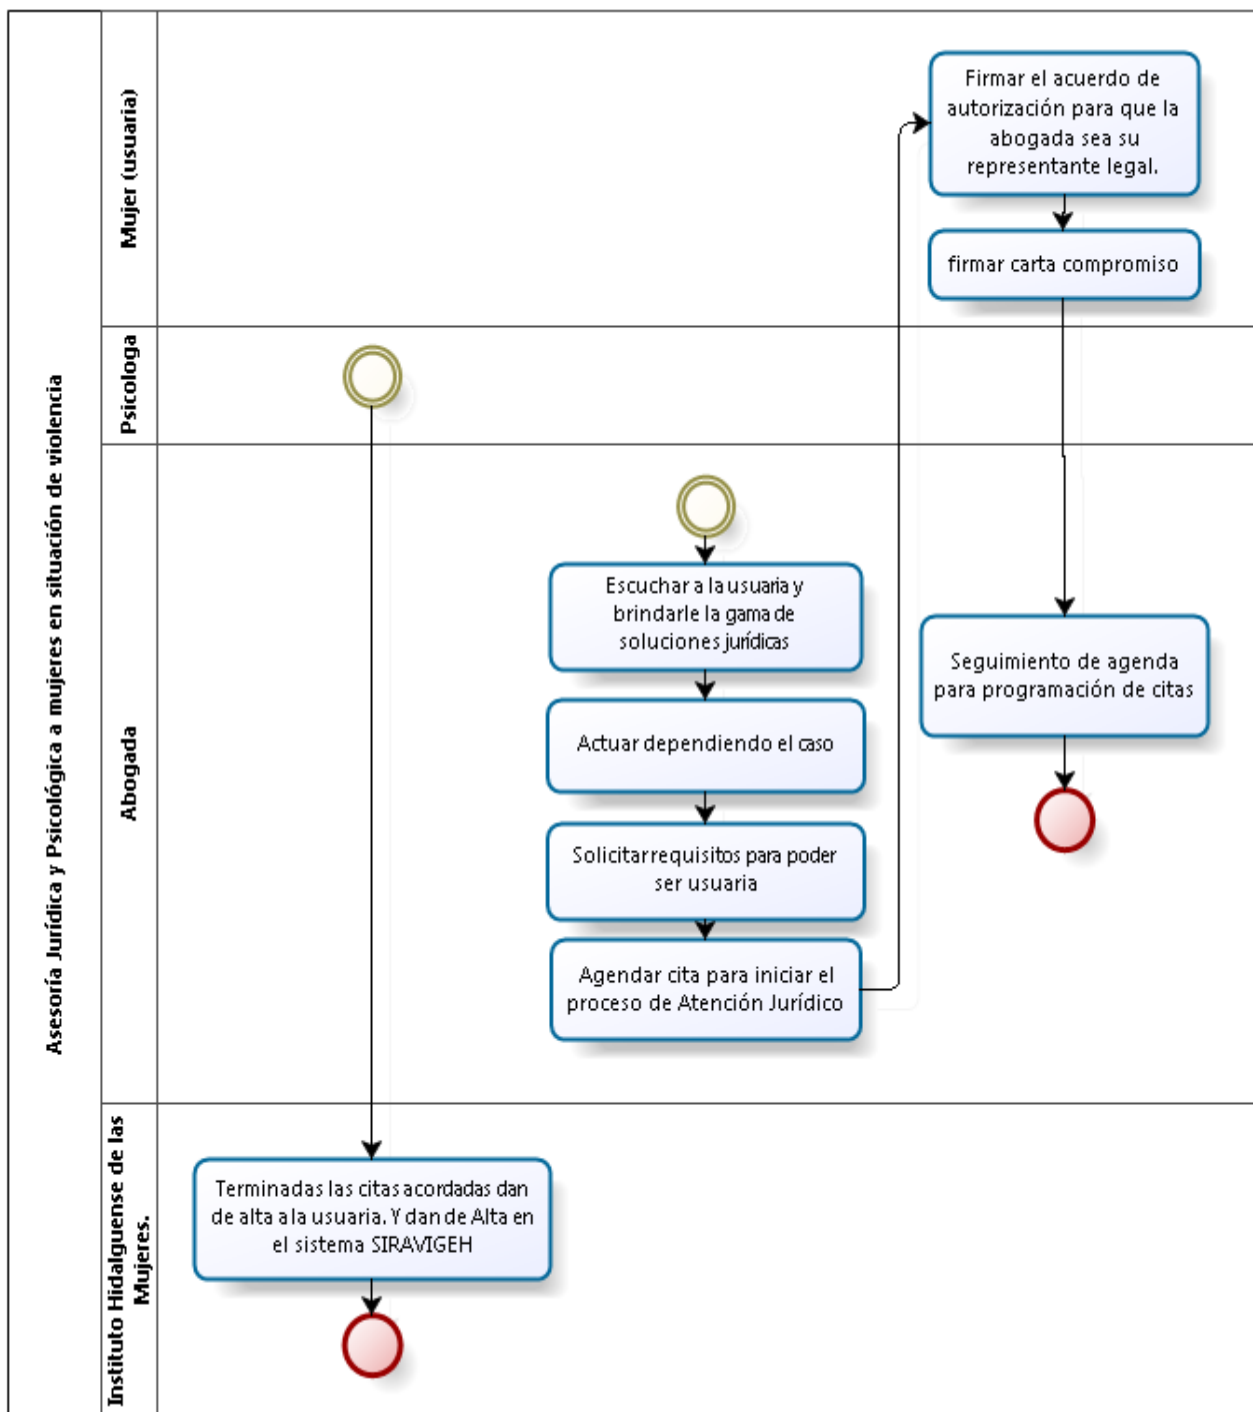 Asesoría Jurídica y Psicológica a mujeres en situación de violencia
Mujer (usuaria)
Firmar el acuerdo de
autorización para que la
abogada sea su
representante legal.
firmar carta compromiso
Psicologa
Abogada
Escuchar a la usuaria y
brindarle la gama de
soluciones jurídicas
Actuar dependiendo el caso
Solicitar requisitos para poder
ser usuaria
Agendar cita para iniciar el
proceso de Atención Jurídico
Seguimiento de agenda
para programación de citas
Instituto Hidalguense de las
Mujeres.
Terminadas las citas acordadas dan
de alta a la usuaria. Y dan de Alta en
el sistema SIRAVIGEH